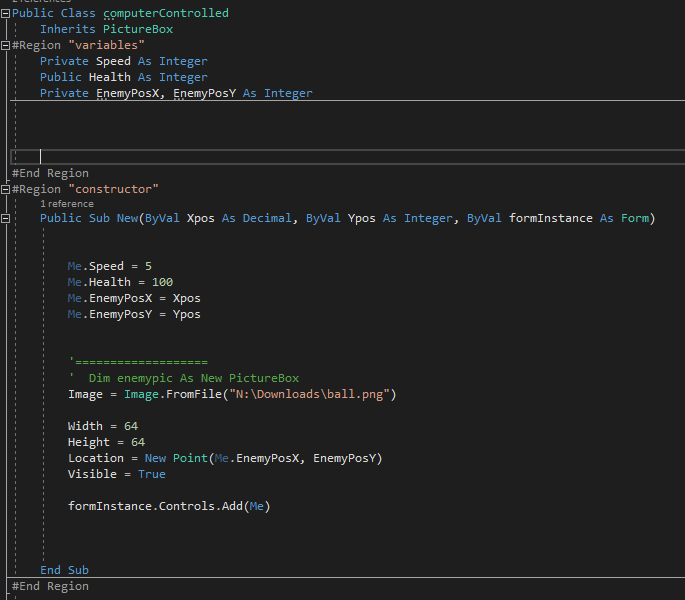 2 references
Public Class computerControlled
Inherits PictureBox
#Region "variables"
Private Speed As Integer
Public Health As Integer
Private EnemyPosX, EnemyPosY As Integer
#End Region
#Region "constructor"
1 reference
Public Sub New(ByVal Xpos As Decimal, ByVal Ypos As Integer, ByVal formInstance As Form)
Me.Speed = 5
Me.Health = 100
Me.EnemyPosX = Xpos
Me.EnemyPosY = Ypos
'===================
' Dim enemypic As New PictureBox
Image = Image.FromFile("N:\Downloads\ball.png")
Width = 64
Height = 64
Location = New Point(Me.EnemyPosX, EnemyPosY)
Visible = True
formInstance.Controls.Add(Me)
End Sub
#End Region